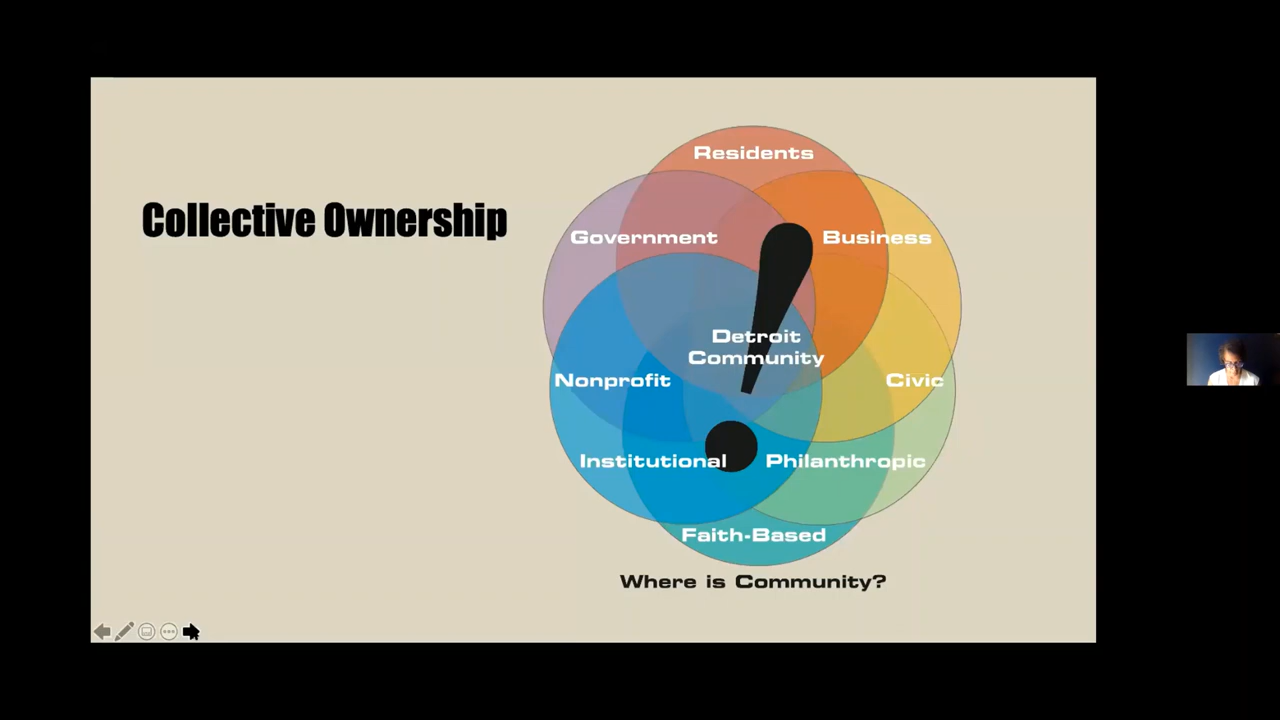 Collective Ownership
Residents
Government
Business
Detroit
Community
Nonprofit
Civic
Institutional
Philanthropic
Faith-Based
Where is Community?